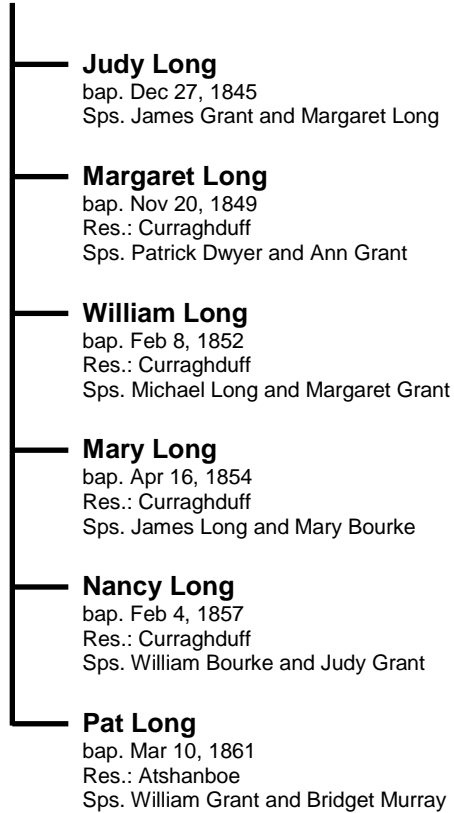 Judy Long
bap. Dec 27, 1845
Sps. James Grant and Margaret Long
Margaret Long
bap. Nov 20, 1849
Res.: Curraghduff
Sps. Patrick Dwyer and Ann Grant
William Long
bap. Feb 8, 1852
Res.: Curraghduff
Sps. Michael Long and Margaret Grant
Mary Long
bap. Apr 16, 1854
Res.: Curraghduff
Sps. James Long and Mary Bourke
Nancy Long
bap. Feb 4, 1857
Res.: Curraghduff
Sps. William Bourke and Judy Grant
Pat Long
bap. Mar 10, 1861
Res.: Atshanboe
Sps. William Grant and Bridget Murray